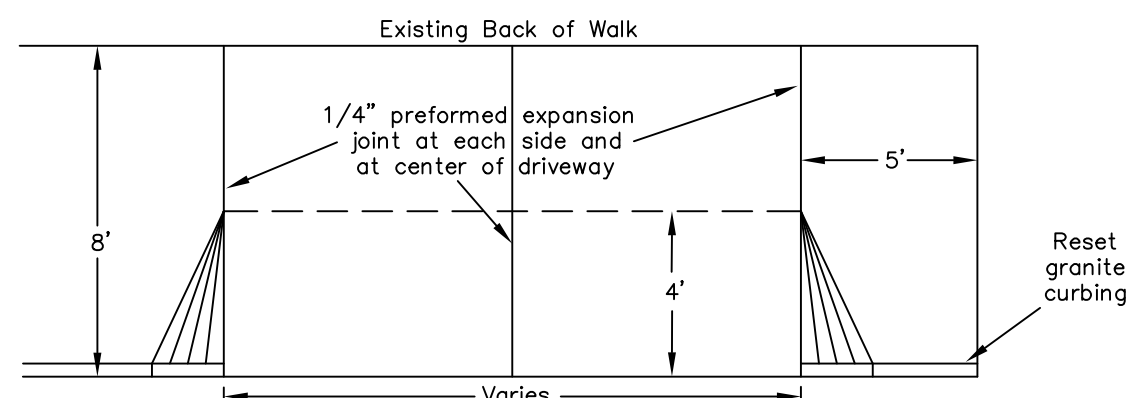 Existing Back of Walk
1/4” preformed expansion
joint at each side and
at center of driveway
5’
8’
4’
Reset
granite
curbing
Varies